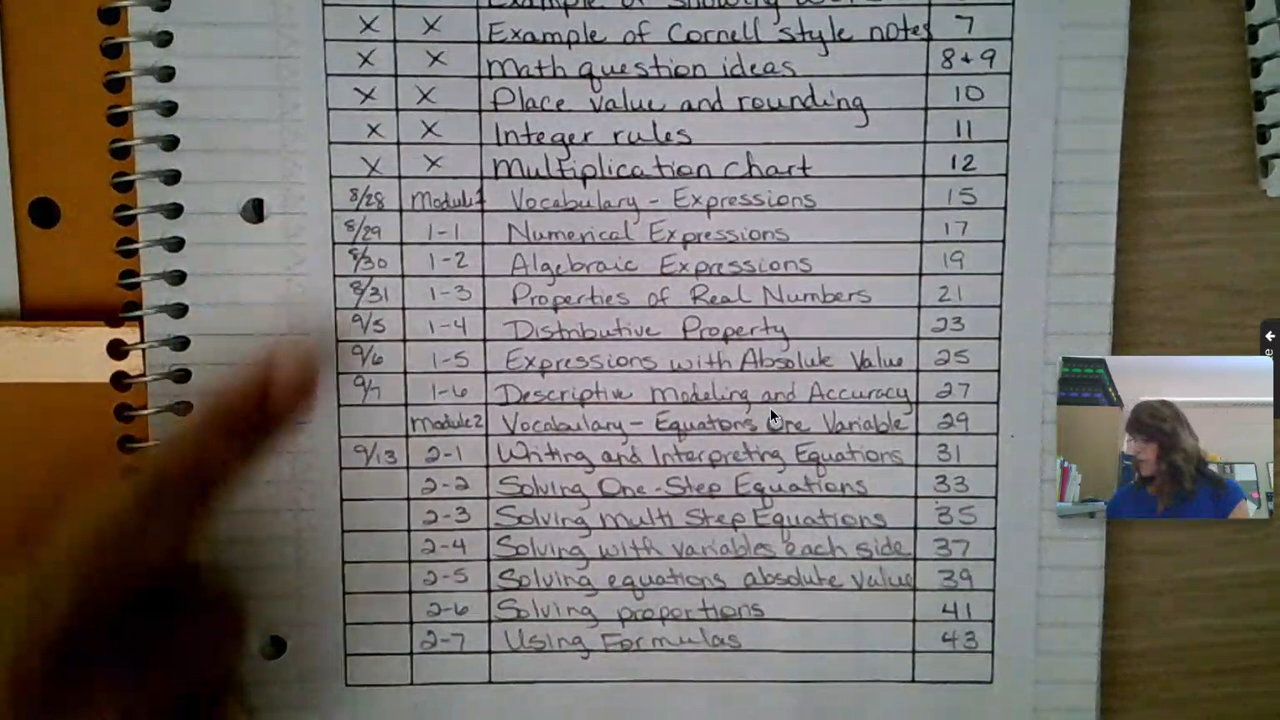 Example of showing work
X X Example of Cornell style notes 7
X X Math question ideas 8+9
X X Place value and rounding 10
X X Integer rules 11
X X Multiplication chart 12
8/28 Module1 Vocabulary - Expressions 15
8/29 1-1 Numerical Expressions 17
8/30 1-2 Algebraic Expressions 19
8/31 1-3 Properties of Real Numbers 21
9/5 1-4 Distributive Property 23
9/6 1-5 Expressions with Absolute Value 25
9/7 1-6 Descriptive Modeling and Accuracy 27
Module2 Vocabulary - Equations One Variable 29
9/13 2-1 Writing and Interpreting Equations 31
2-2 Solving One-Step Equations 33
2-3 Solving Multi Step Equations 35
2-4 Solving with variables each side 37
2-5 Solving equations absolute value 39
2-6 Solving proportions 41
2-7 Using Formulas 43